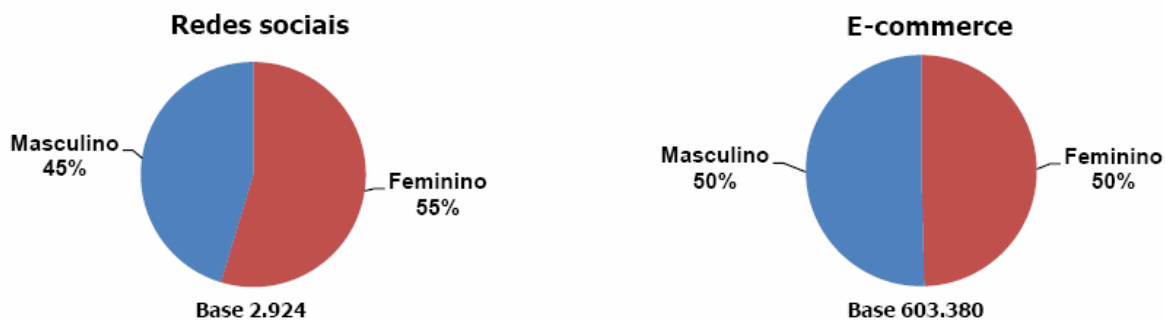 Redes sociais
Masculino
45%
Feminino
55%
Base 2.924
E-commerce
Masculino
50%
Feminino
50%
Base 603.380